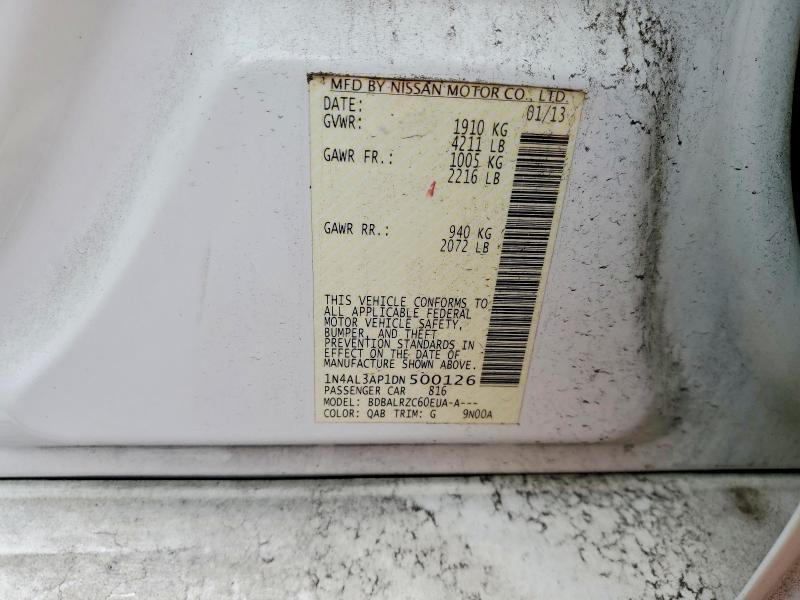 MFD BY NISSAN MOTOR CO., LTD.
DATE: 01/13
GVWR: 1910 KG
4211 LB
GAWR FR.: 1005 KG
2216 LB
GAWR RR.: 940 KG
2072 LB
THIS VEHICLE CONFORMS TO
ALL APPLICABLE FEDERAL
MOTOR VEHICLE SAFETY,
BUMPER, AND THEFT
PREVENTION STANDARDS IN
EFFECT ON THE DATE OF
MANUFACTURE SHOWN ABOVE.
1N4AL3AP1DN500126
PASSENGER CAR 816
MODEL: BDBALRZC60EUA-A---
COLOR: QAB TRIM: G 9N00A